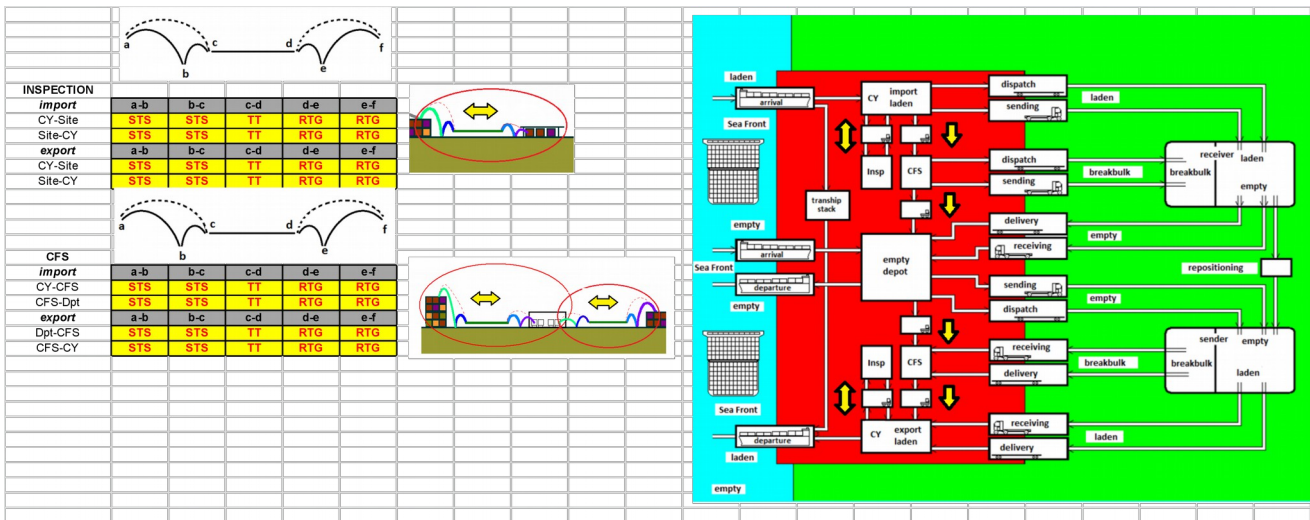 a
b
c
d
e
f
INSPECTION
import a-b b-c c-d d-e e-f
CY-Site STS STS TT RTG RTG
Site-CY STS STS TT RTG RTG
export a-b b-c c-d d-e e-f
CY-Site STS STS TT RTG RTG
Site-CY STS STS TT RTG RTG
a
b
c
d
e
f
CFS
import a-b b-c c-d d-e e-f
CY-CFS STS STS TT RTG RTG
CFS-Dpt STS STS TT RTG RTG
export a-b b-c c-d d-e e-f
Dpt-CFS STS STS TT RTG RTG
CFS-CY STS STS TT RTG RTG
laden
arrival
CY import laden
dispatch
laden
sending
Sea Front
Insp
CFS
dispatch
breakbulk
sending
receiver laden
breakbulk
empty
tranship stack
empty
delivery
empty
arrival
receiving
Sea Front
empty depot
repositioning
departure
sending
empty
empty
dispatch
Insp
CFS
receiving
breakbulk
delivery
sender empty
breakbulk
laden
Sea Front
departure
CY export laden
receiving
laden
delivery
laden
empty